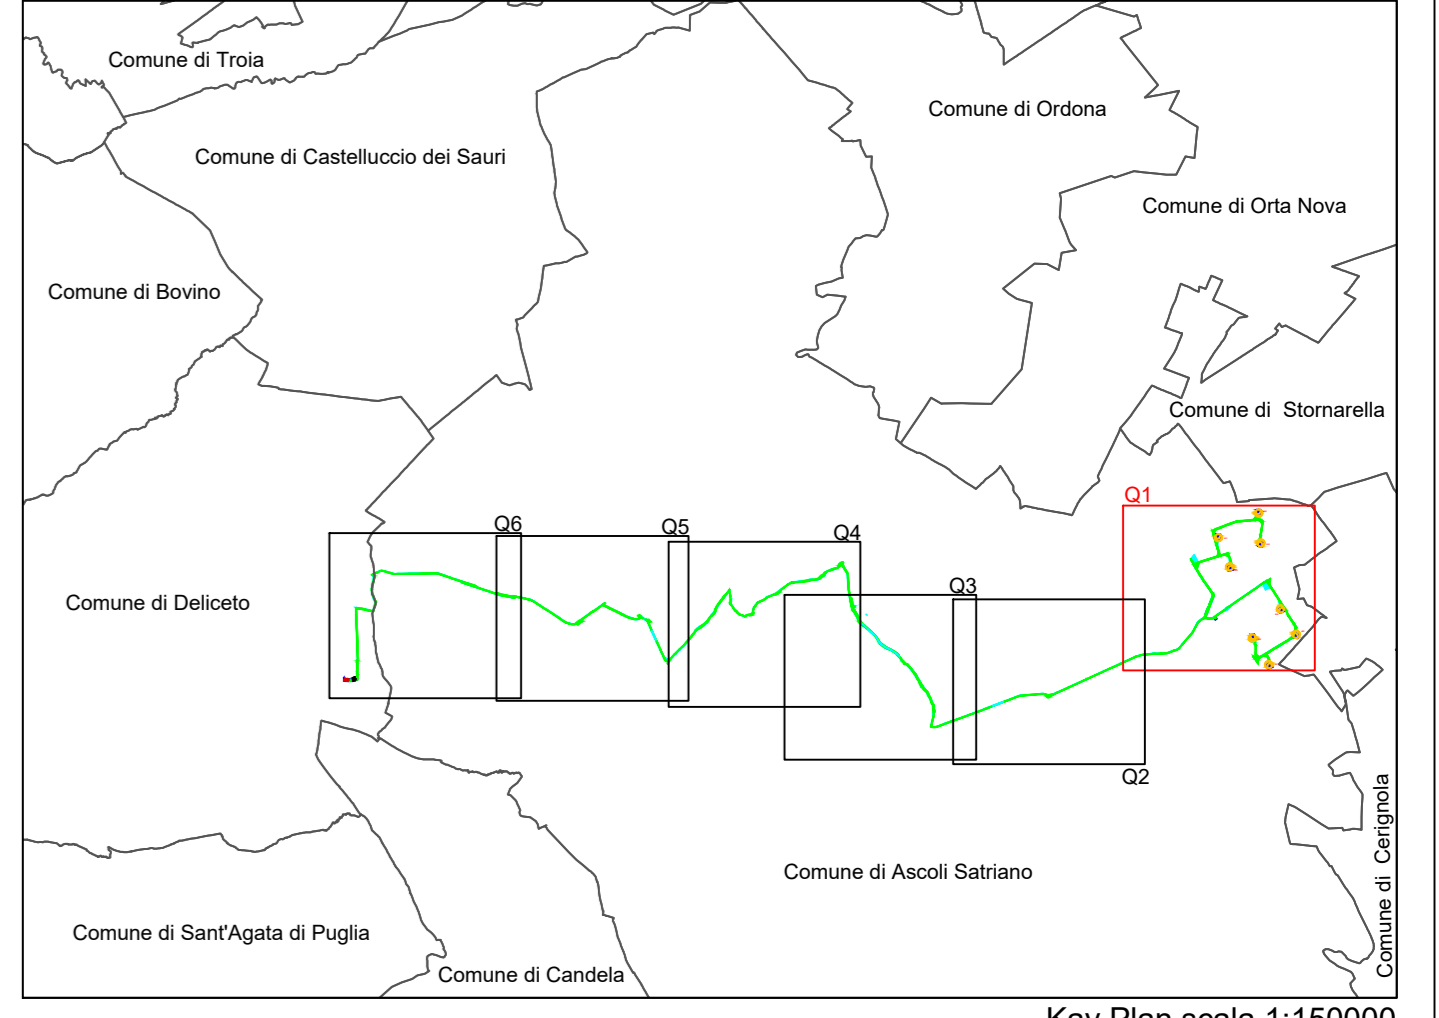 Comune di Troia
Comune di Ordona
Comune di Castelluccio dei Sauri
Comune di Orta Nova
Comune di Bovino
Comune di  Stornarella
Q1
Q6
Q5
Q4
Q3
Comune di Deliceto
Q2
Comune di Ascoli Satriano
Comune di  Cerignola
Comune di Sant'Agata di Puglia
Comune di Candela
Kay Plan scala 1:150000